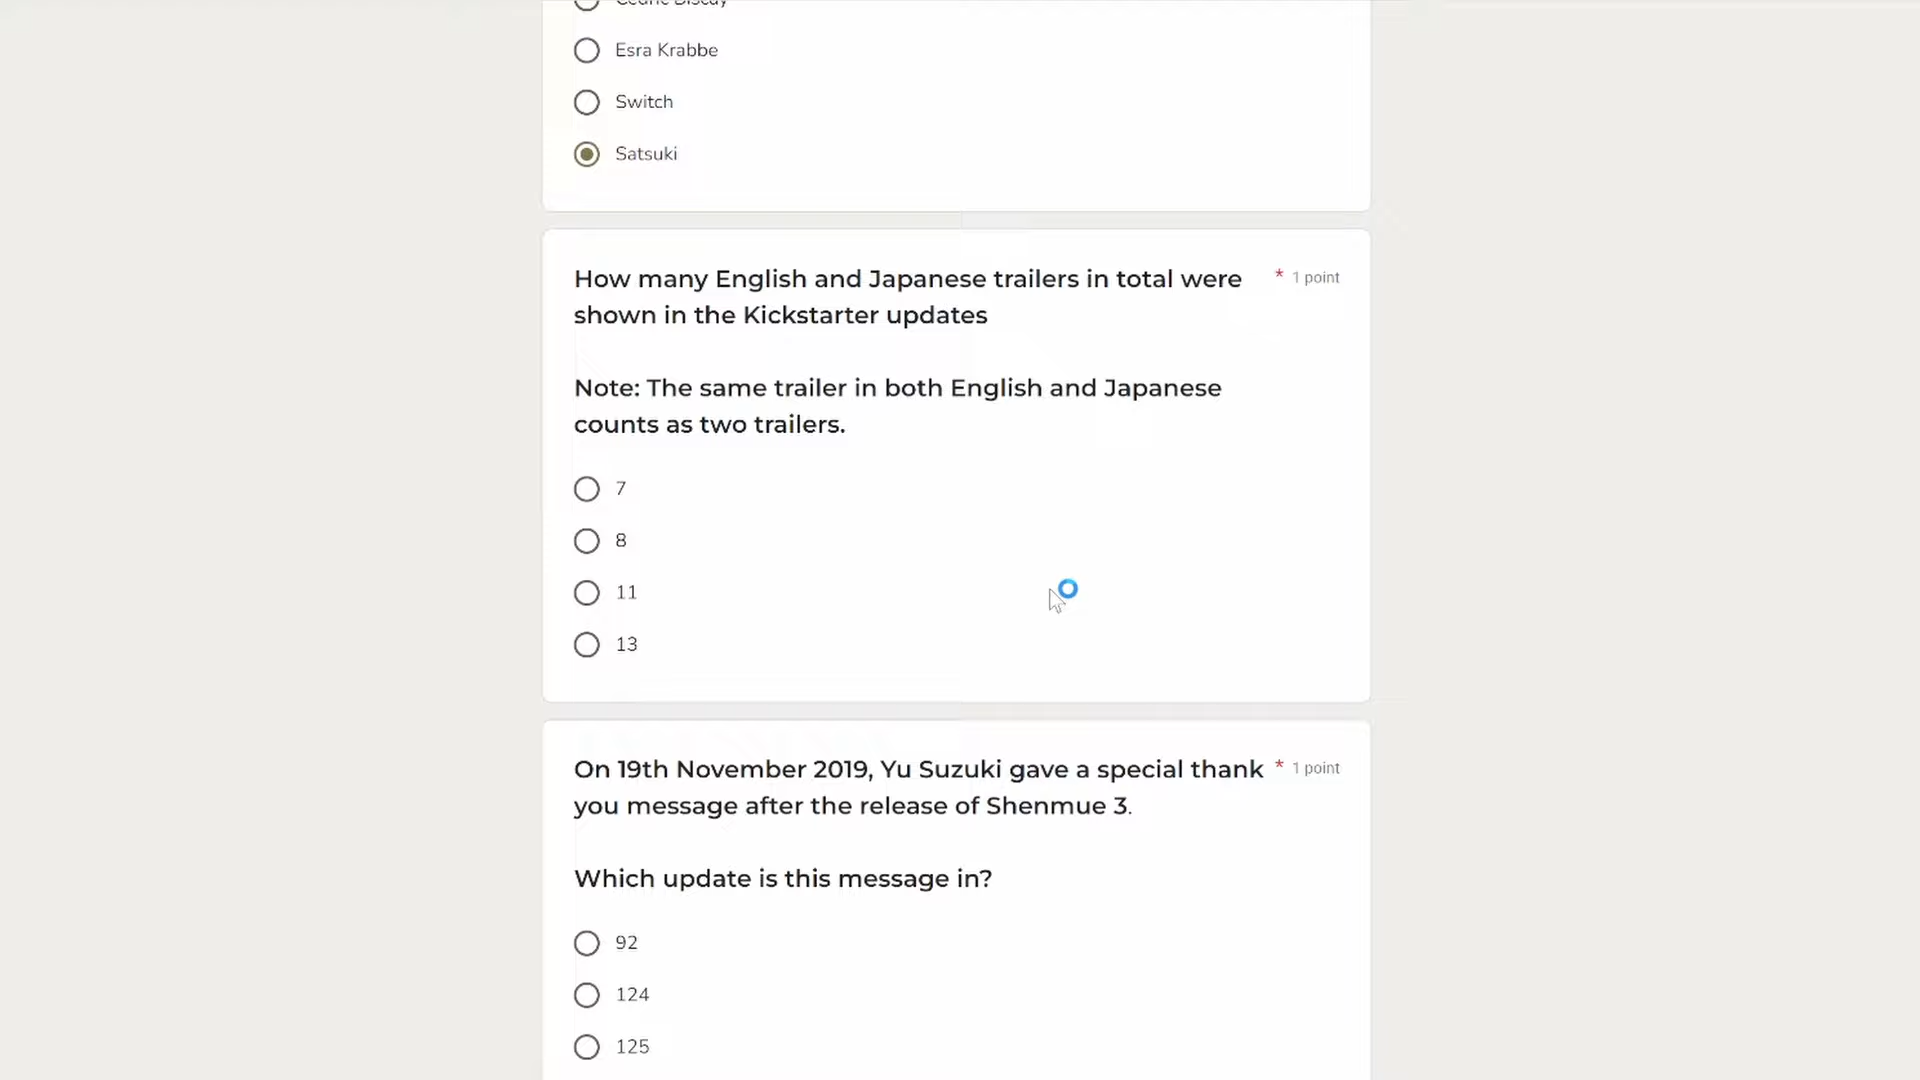 Esra Krabbe
Switch
Satsuki
How many English and Japanese trailers in total were
shown in the Kickstarter updates
* 1 point
Note: The same trailer in both English and Japanese
counts as two trailers.
7
8
11
13
On 19th November 2019, Yu Suzuki gave a special thank
you message after the release of Shenmue 3.
* 1 point
Which update is this message in?
92
124
125